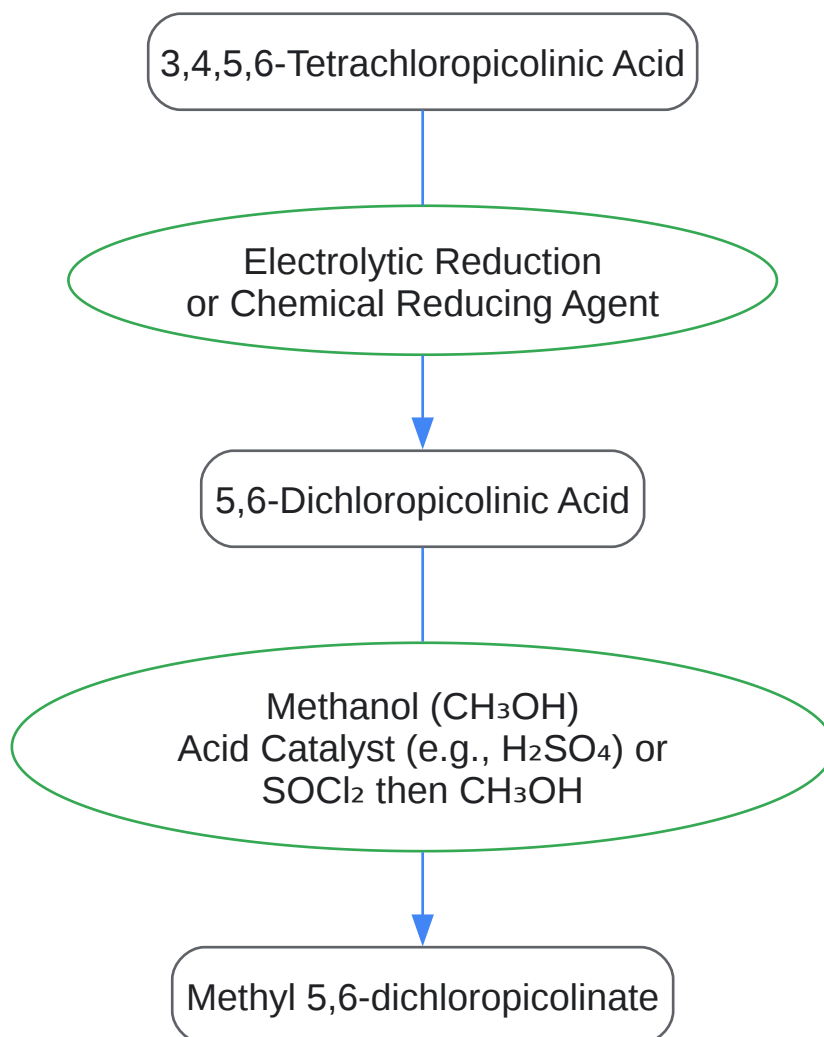 3,4,5,6-Tetrachloropicolinic Acid
Electrolytic Reduction
or Chemical Reducing Agent
5,6-Dichloropicolinic Acid
Methanol (CH₃OH)
Acid Catalyst (e.g., H₂SO₄) or
SOCl₂ then CH₃OH
Methyl 5,6-dichloropicolinate